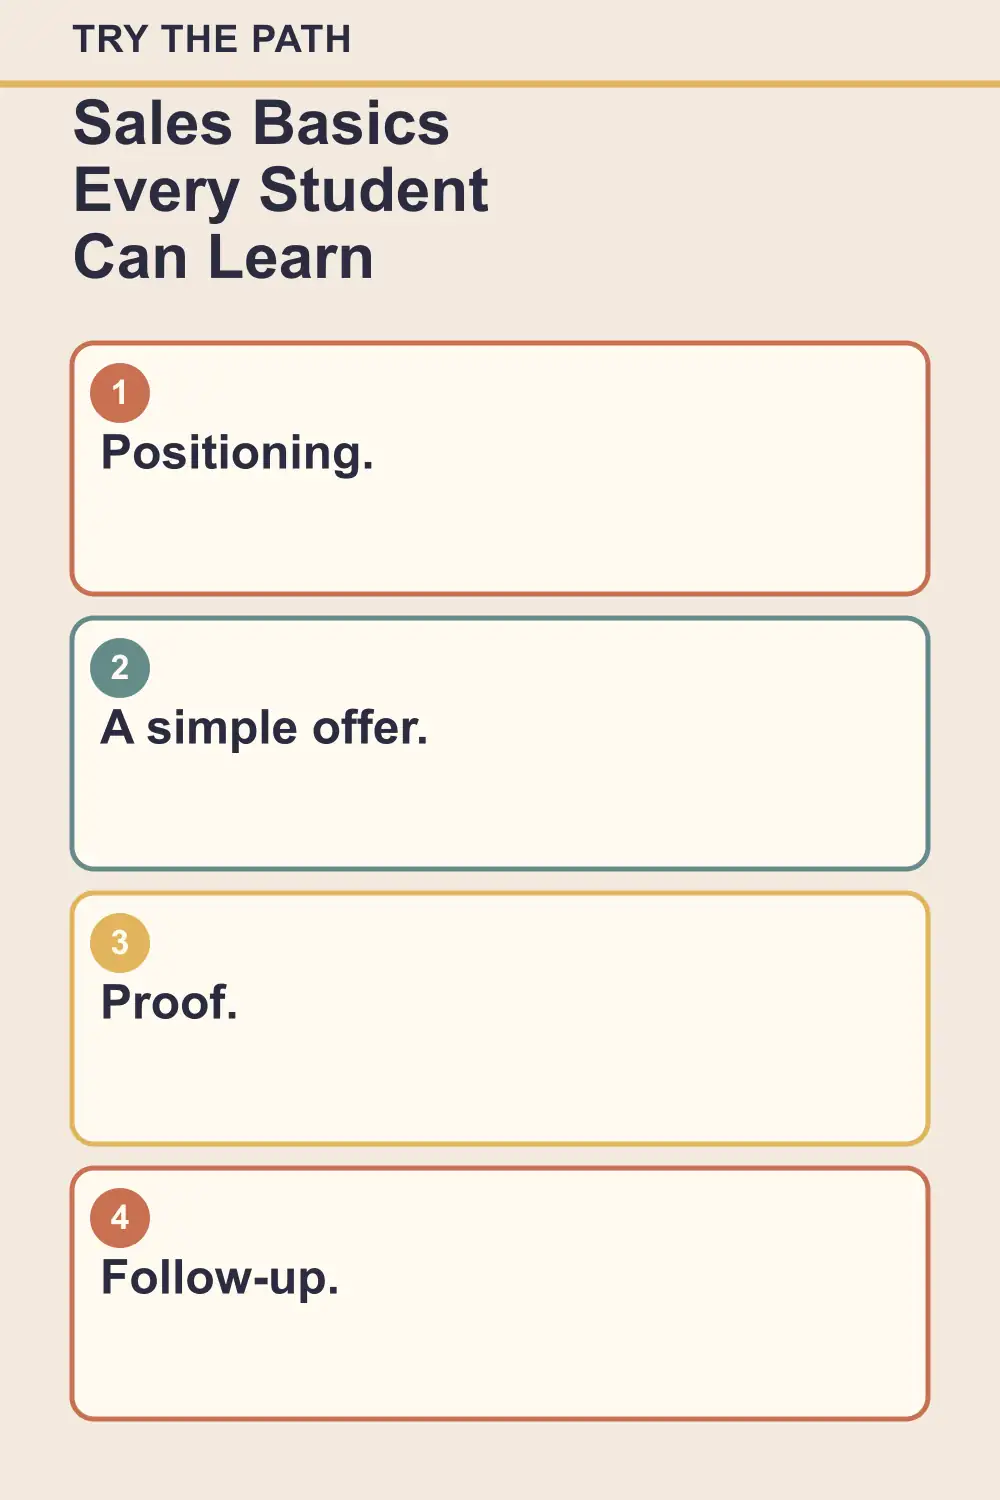 TRY THE PATH
Sales Basics
Every Student
Can Learn
1
Positioning.
2
A simple offer.
3
Proof.
4
Follow-up.